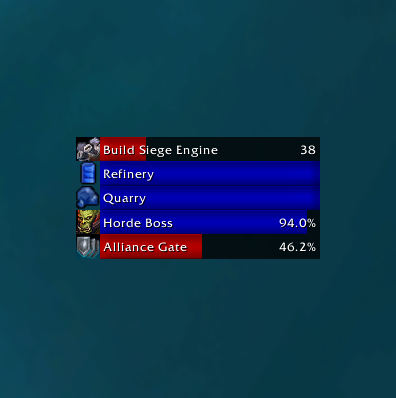 Build Siege Engine 38
Refinery
Quarry
Horde Boss 94.0%
Alliance Gate 46.2%